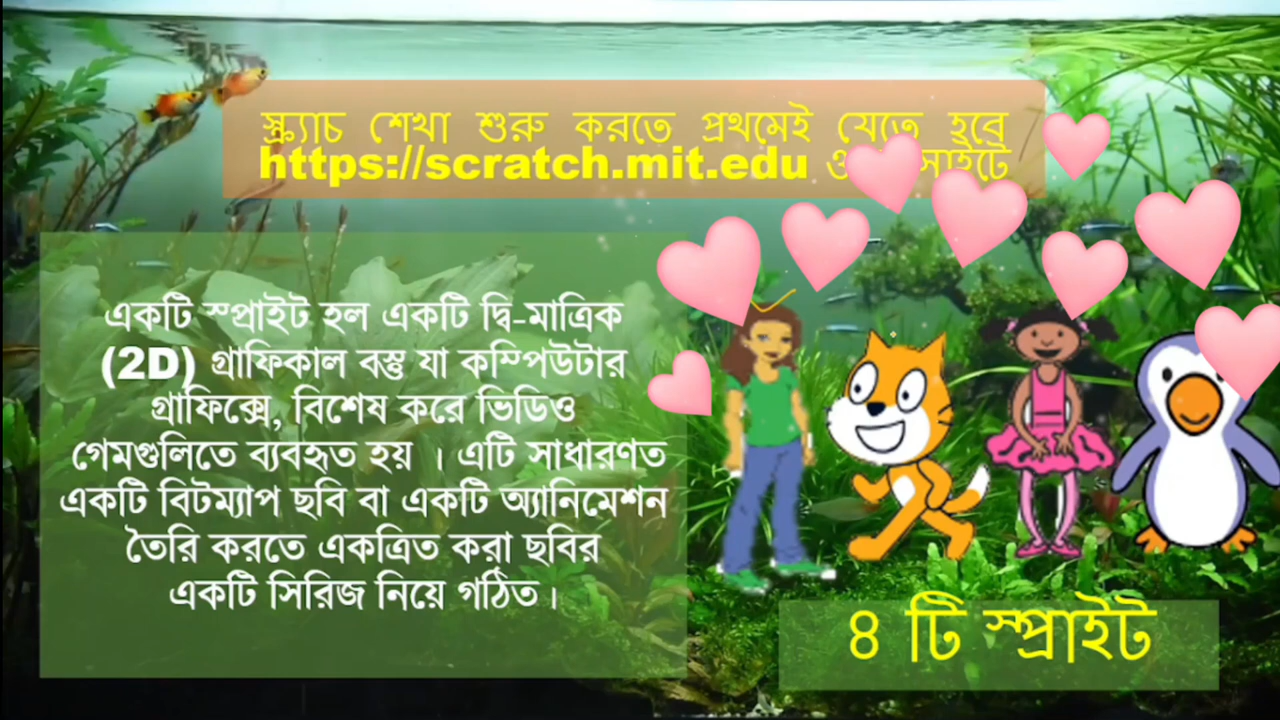 স্ক্র্যাচ শেখা শুরু করতে প্রথমেই যেতে হবে
https://scratch.mit.edu
একটি স্প্রাইট হল একটি দ্বি-মাত্রিক
(2D) গ্রাফিকাল বস্তু যা কম্পিউটার
গ্রাফিক্সে, বিশেষ করে ভিডিও
গেমগুলিতে ব্যবহৃত হয় । এটি সাধারণত
একটি বিটম্যাপ ছবি বা একটি অ্যানিমেশন
তৈরি করতে একত্রিত করা ছবির
একটি সিরিজ নিয়ে গঠিত।
৪ টি স্প্রাইট